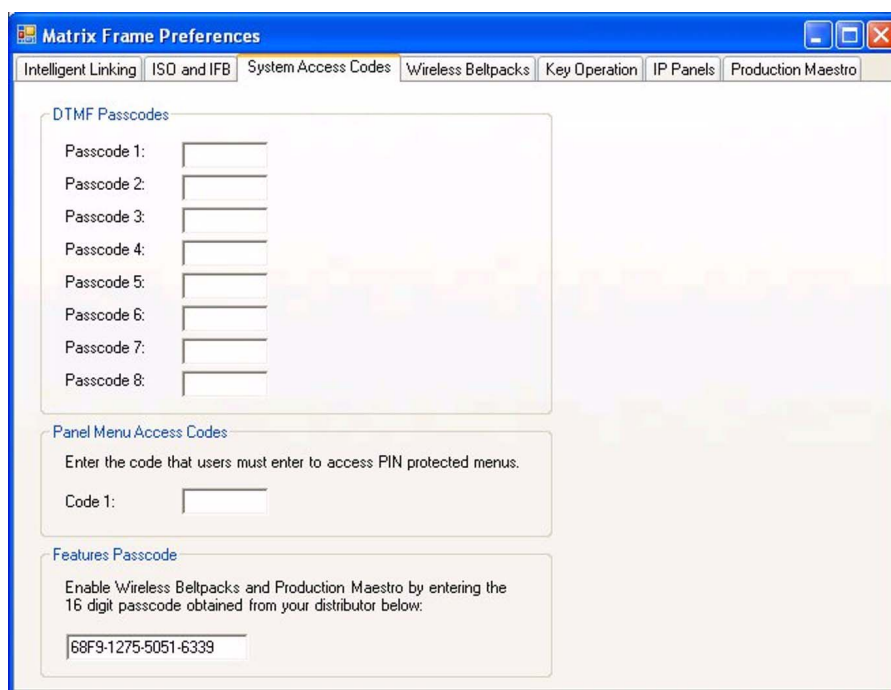 Matrix Frame Preferences
Intelligent Linking ISO and IFB System Access Codes Wireless Beltpacks Key Operation IP Panels Production Maestro
DTMF Passcodes
Passcode 1:
Passcode 2:
Passcode 3:
Passcode 4:
Passcode 5:
Passcode 6:
Passcode 7:
Passcode 8:
Panel Menu Access Codes
Enter the code that users must enter to access PIN protected menus.
Code 1:
Features Passcode
Enable Wireless Beltpacks and Production Maestro by entering the
16 digit passcode obtained from your distributor below:
68F9-1275-5051-6339